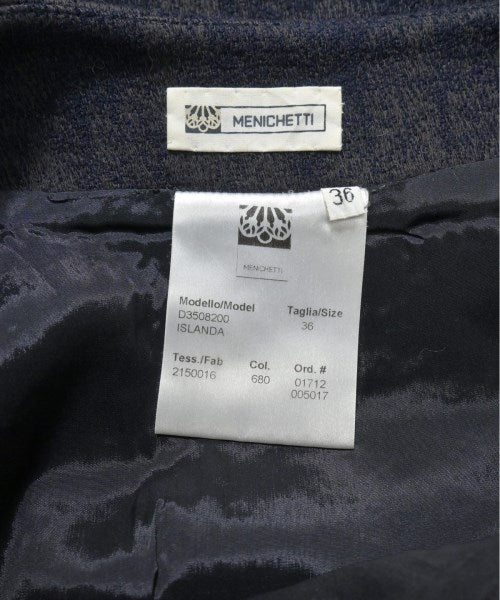 MENICHETTI
36
MENICHETTI
Modello/Model Taglia/Size
D3508200 36
ISLANDA
Tess./Fab Col. Ord. #
2150016 680 01712
005017